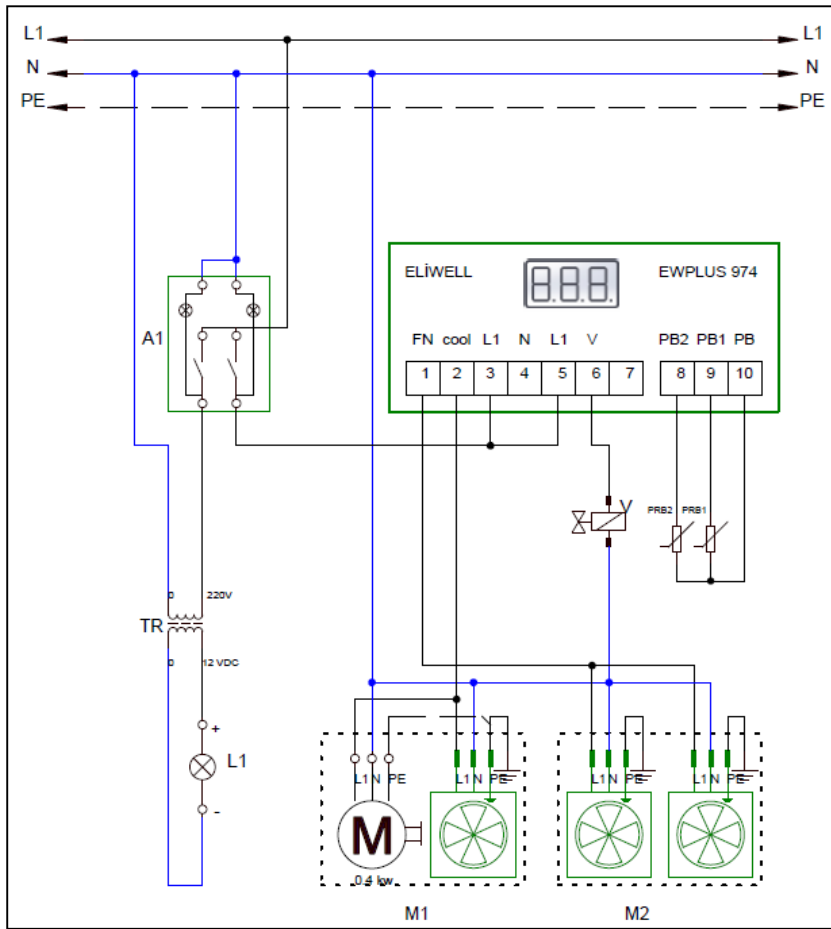 L1 L1
N N
PE PE
ELİWELL EWPLUS 974
A1
FN cool L1 N L1 V PB2 PB1 PB
1 2 3 4 5 6 7 8 9 10
V
PRB2 PRB1
0 220V
TR
0 12 VDC
+
L1
-
L1 N PE L1 N PE L1 N PE L1 N PE
M
0.4 kw
M1 M2